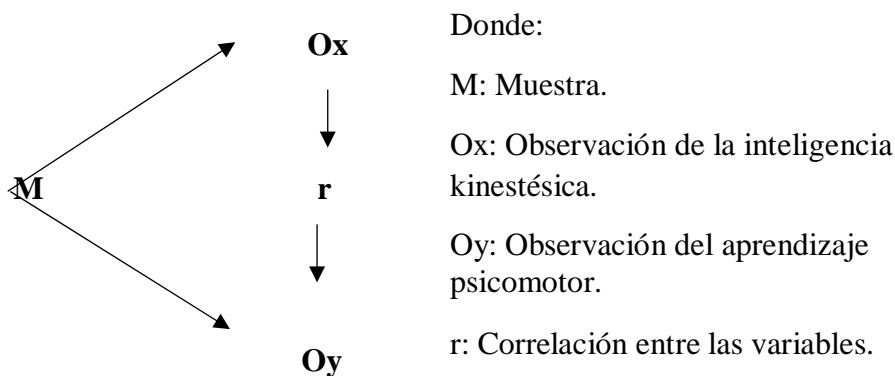 Ox
M
r
Oy
Donde:
M: Muestra.
Ox: Observación de la inteligencia
kinestésica.
Oy: Observación del aprendizaje
psicomotor.
r: Correlación entre las variables.